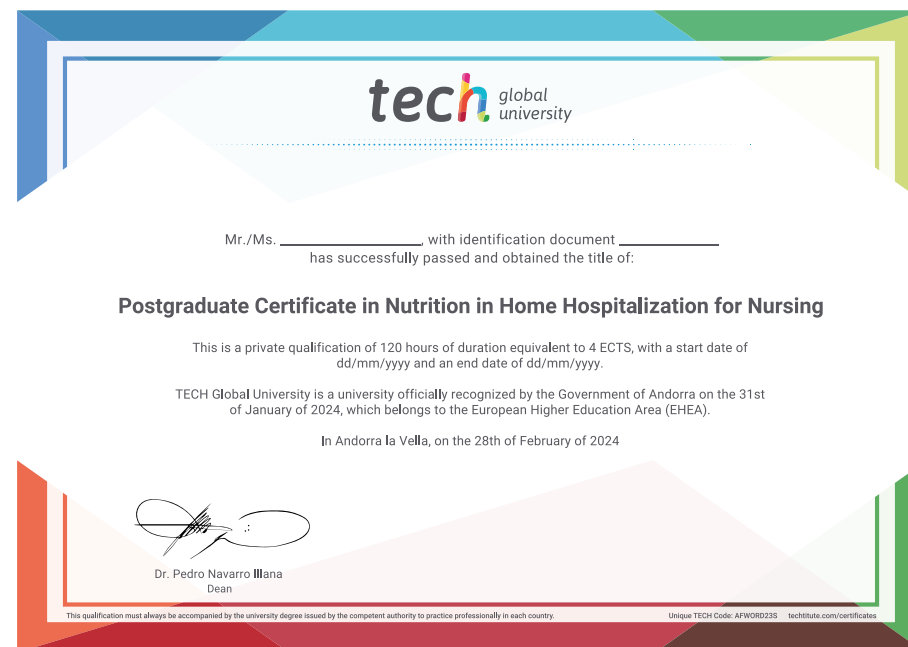 tech global
university
Mr./Ms. ____________________, with identification document ______________
has successfully passed and obtained the title of:
Postgraduate Certificate in Nutrition in Home Hospitalization for Nursing
This is a private qualification of 120 hours of duration equivalent to 4 ECTS, with a start date of
dd/mm/yyyy and an end date of dd/mm/yyyy.
TECH Global University is a university officially recognized by the Government of Andorra on the 31st
of January of 2024, which belongs to the European Higher Education Area (EHEA).
In Andorra la Vella, on the 28th of February of 2024
Dr. Pedro Navarro Illana
Dean
This qualification must always be accompanied by the university degree issued by the competent authority to practice professionally in each country. Unique TECH Code: AFWORD23S techtitute.com/certificates